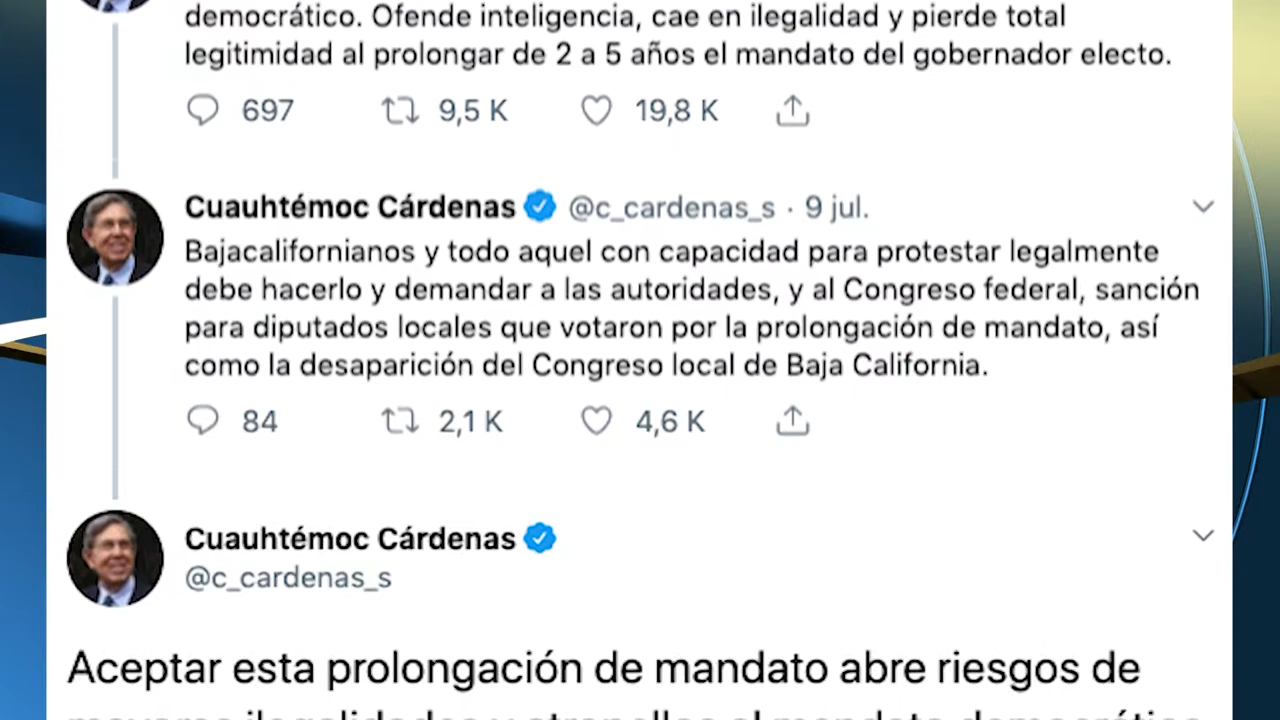 democrático. Ofende inteligencia, cae en ilegalidad y pierde total
legitimidad al prolongar de 2 a 5 años el mandato del gobernador electo.
697 9,5 K 19,8 K
Cuauhtémoc Cárdenas @c_cardenas_s · 9 jul.
Bajacalifornianos y todo aquel con capacidad para protestar legalmente
debe hacerlo y demandar a las autoridades, y al Congreso federal, sanción
para diputados locales que votaron por la prolongación de mandato, así
como la desaparición del Congreso local de Baja California.
84 2,1 K 4,6 K
Cuauhtémoc Cárdenas
@c_cardenas_s
Aceptar esta prolongación de mandato abre riesgos de